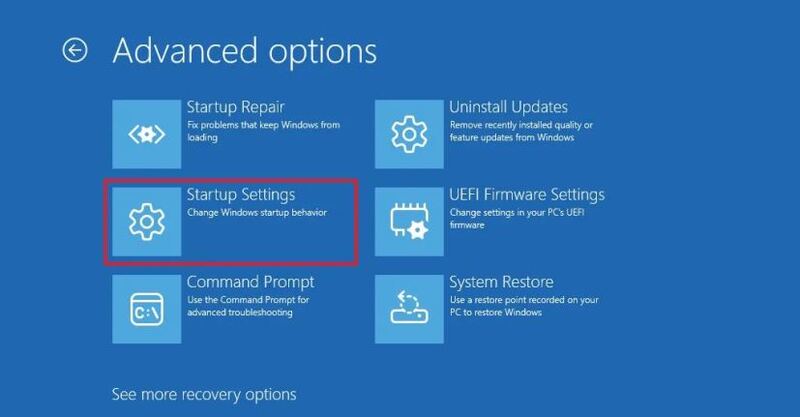 Advanced options
Startup Repair
Fix problems that keep Windows from
loading
Uninstall Updates
Remove recently installed quality or
feature updates from Windows
Startup Settings
Change Windows startup behavior
UEFI Firmware Settings
Change settings in your PC's UEFI
firmware
Command Prompt
Use the Command Prompt for
advanced troubleshooting
C:\
System Restore
Use a restore point recorded on your
PC to restore Windows
See more recovery options